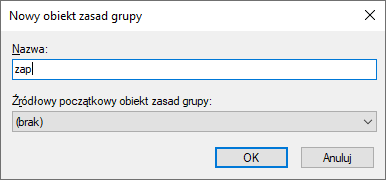 Nowy obiekt zasad grupy
Nazwa:
zap
Źródłowy początkowy obiekt zasad grupy:
(brak)
OK
Anuluj